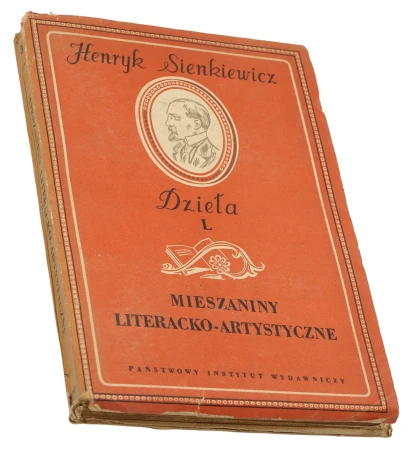 Henryk Sienkiewicz
Dzieła
L
MIESZANINY
LITERACKO-ARTYSTYCZNE
PAŃSTWOWY INSTYTUT WYDAWNICZY